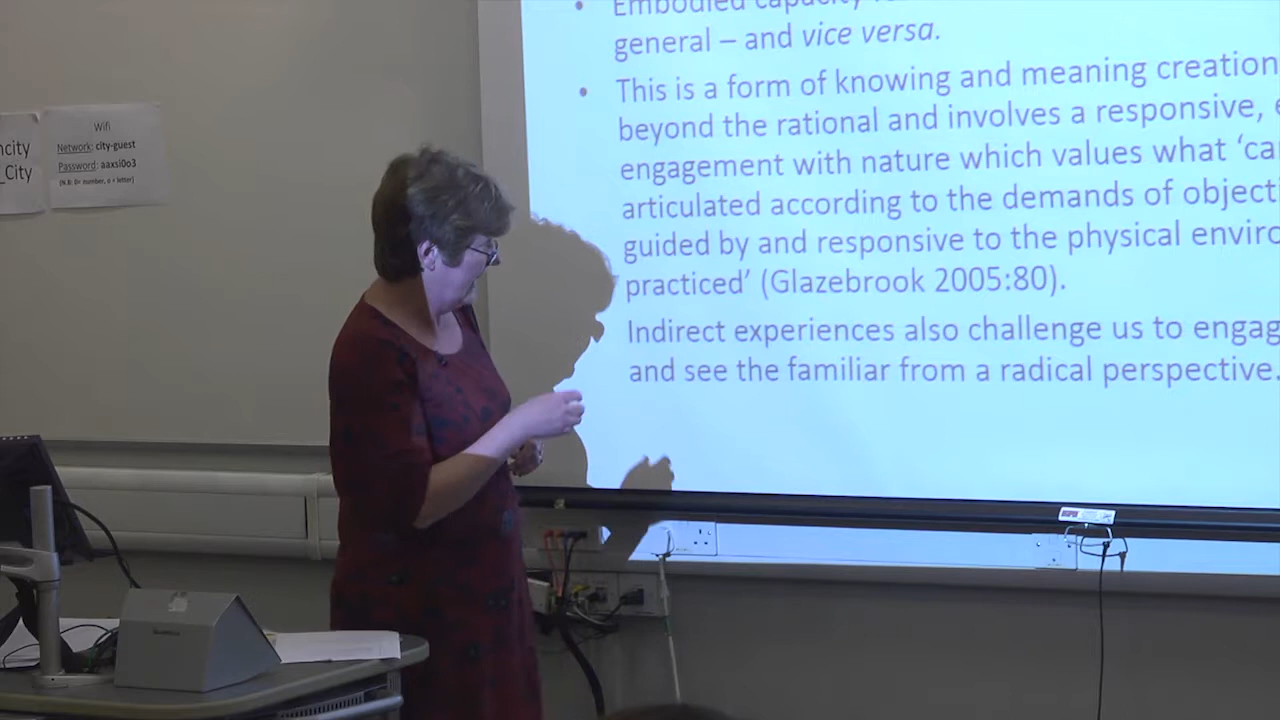 ncity
_City
Wifi
Network: city-guest
Password: aaxsi0o3
(N.B: 0= number, o = letter)
• Embodied capacity
general – and vice versa.
• This is a form of knowing and meaning creation
beyond the rational and involves a responsive,
engagement with nature which values what ‘ca
articulated according to the demands of objecti
guided by and responsive to the physical enviro
practiced’ (Glazebrook 2005:80).
Indirect experiences also challenge us to engag
and see the familiar from a radical perspective.